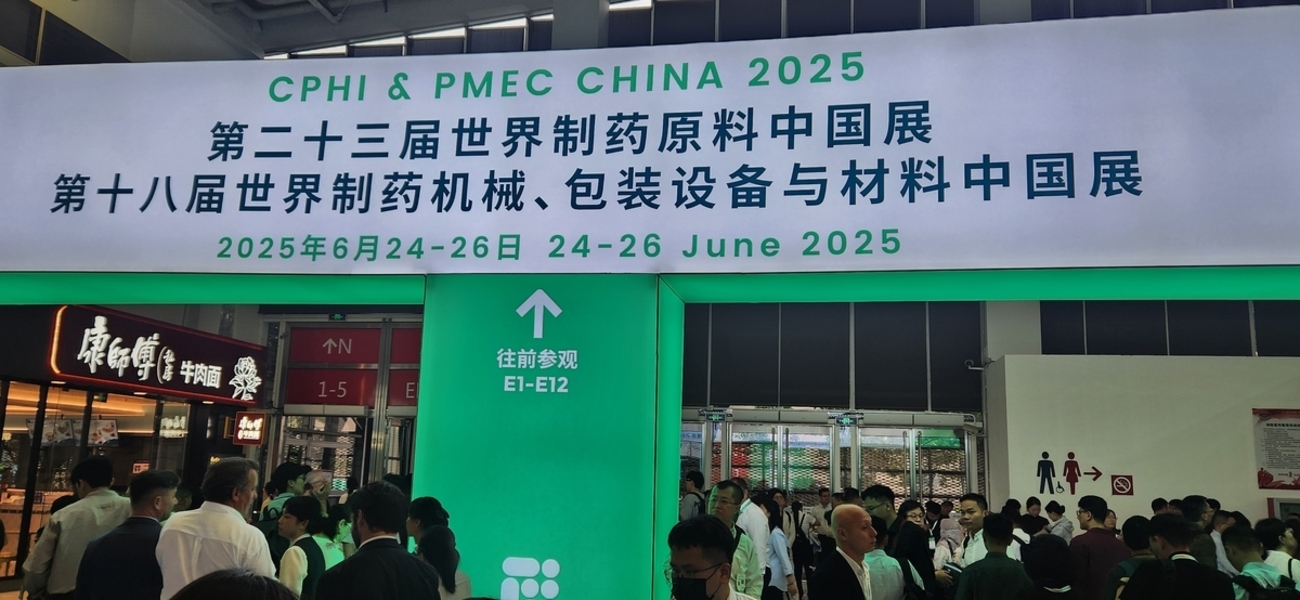 CPHI & PMEC CHINA 2025
第二十三届世界制药原料中国展
第十八届世界制药机械、包装设备与材料中国展
2025年6月24-26日 24-26 June 2025
往前参观
E1-E12
康師傅
私房
牛肉面
↑N
1-5